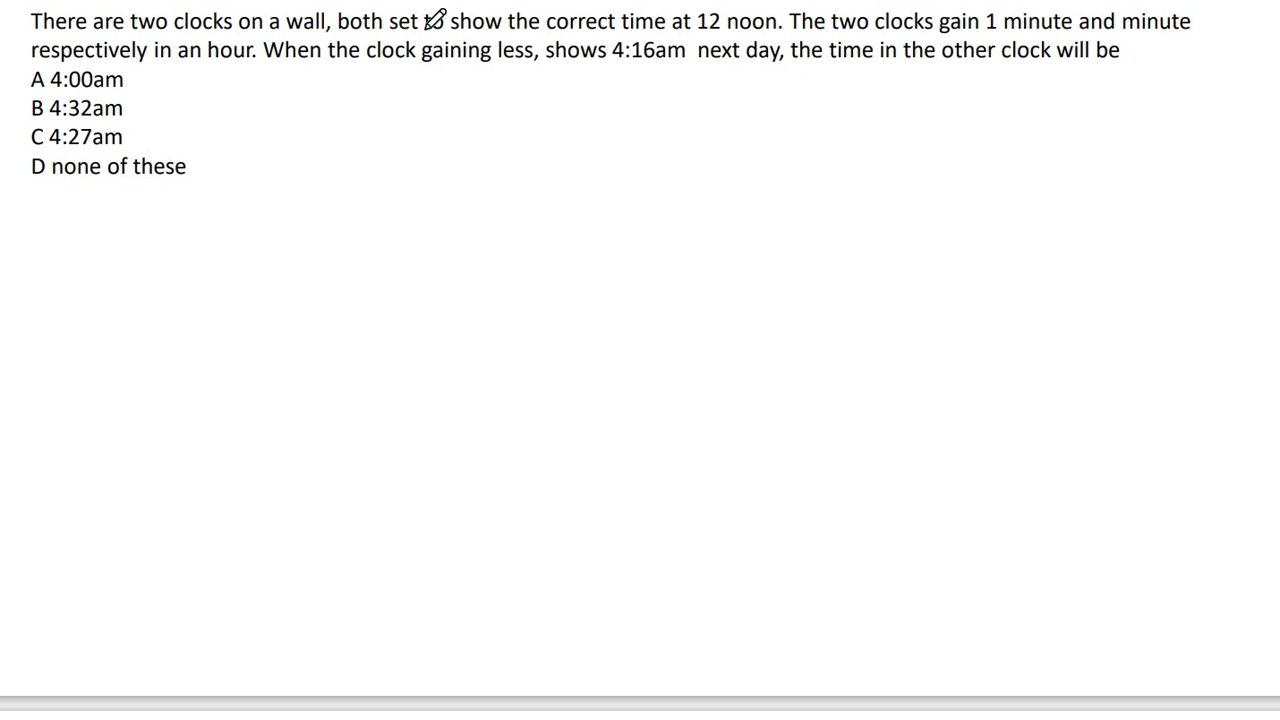 There are two clocks on a wall, both set show the correct time at 12 noon. The two clocks gain 1 minute and minute
respectively in an hour. When the clock gaining less, shows 4:16am  next day, the time in the other clock will be
A 4:00am
B 4:32am
C 4:27am
D none of these